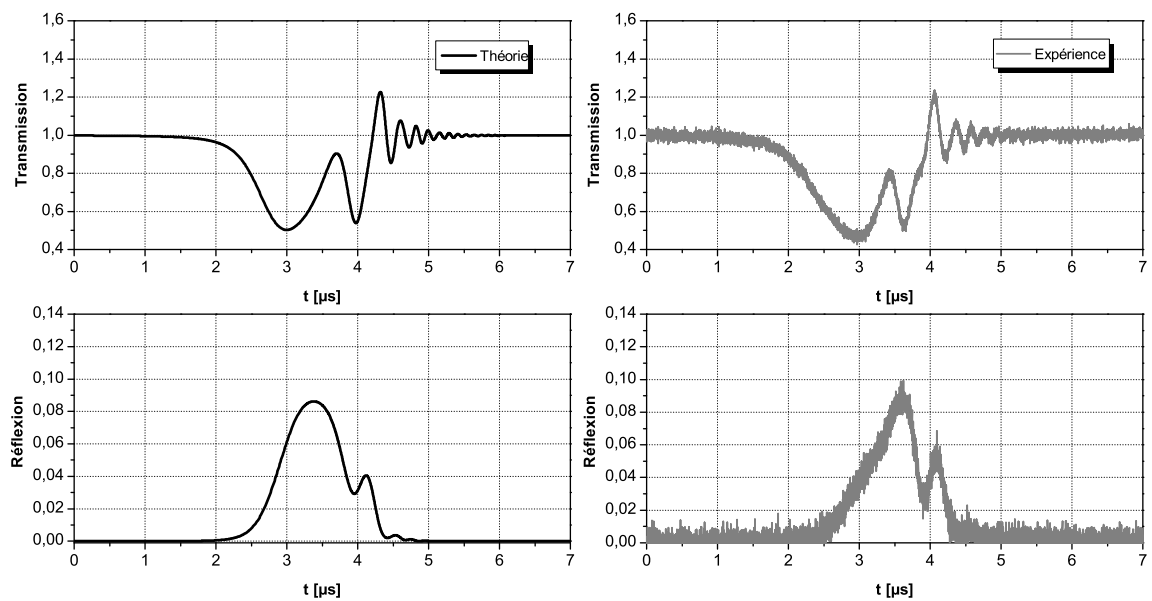 1,6
1,4
1,2
1,0
0,8
0,6
0,4
Transmission
Théorie
0 1 2 3 4 5 6 7
t [µs]
1,6
1,4
1,2
1,0
0,8
0,6
0,4
Transmission
Expérience
0 1 2 3 4 5 6 7
t [µs]
0,14
0,12
0,10
0,08
0,06
0,04
0,02
0,00
Réflexion
0 1 2 3 4 5 6 7
t [µs]
0,14
0,12
0,10
0,08
0,06
0,04
0,02
0,00
Réflexion
0 1 2 3 4 5 6 7
t [µs]